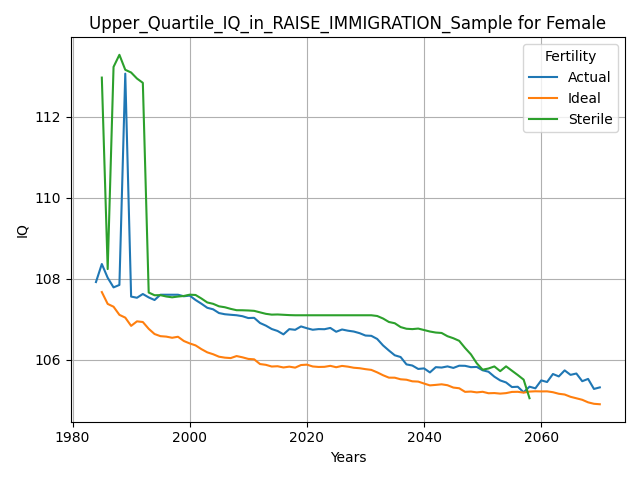 Upper_Quartile_IQ_in_RAISE_IMMIGRATION_Sample for Female
Fertility
Actual
Ideal
Sterile
112
110
108
106
IQ
1980
2000
2020
2040
2060
Years